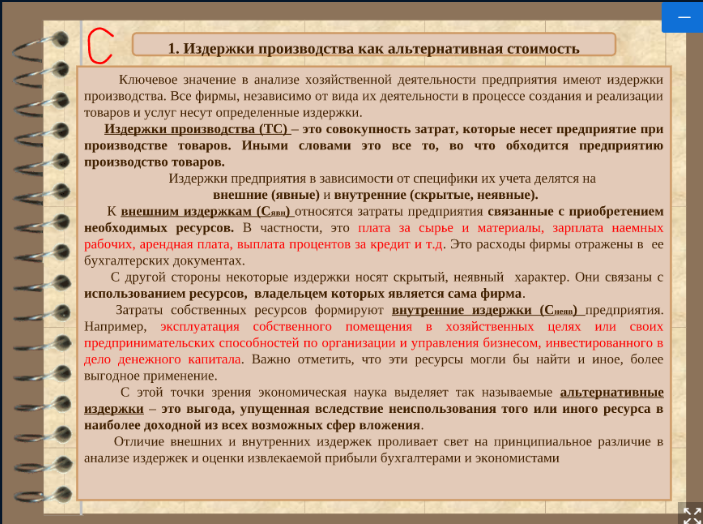 С
1. Издержки производства как альтернативная стоимость
Ключевое значение в анализе хозяйственной деятельности предприятия имеют издержки
производства. Все фирмы, независимо от вида их деятельности в процессе создания и реализации
товаров и услуг несут определенные издержки.
Издержки производства (ТС) – это совокупность затрат, которые несет предприятие при
производстве товаров. Иными словами это все то, во что обходится предприятию
производство товаров.
Издержки предприятия в зависимости от специфики их учета делятся на
внешние (явные) и внутренние (скрытые, неявные).
К внешним издержкам (Сявн) относятся затраты предприятия связанные с приобретением
необходимых ресурсов. В частности, это плата за сырье и материалы, зарплата наемных
рабочих, арендная плата, выплата процентов за кредит и т.д. Это расходы фирмы отражены в ее
бухгалтерских документах.
С другой стороны некоторые издержки носят скрытый, неявный характер. Они связаны с
использованием ресурсов, владельцем которых является сама фирма.
Затраты собственных ресурсов формируют внутренние издержки (Снеяв) предприятия.
Например, эксплуатация собственного помещения в хозяйственных целях или своих
предпринимательских способностей по организации и управления бизнесом, инвестированного в
дело денежного капитала. Важно отметить, что эти ресурсы могли бы найти и иное, более
выгодное применение.
С этой точки зрения экономическая наука выделяет так называемые альтернативные
издержки – это выгода, упущенная вследствие неиспользования того или иного ресурса в
наиболее доходной из всех возможных сфер вложения.
Отличие внешних и внутренних издержек проливает свет на принципиальное различие в
анализе издержек и оценки извлекаемой прибыли бухгалтерами и экономистами